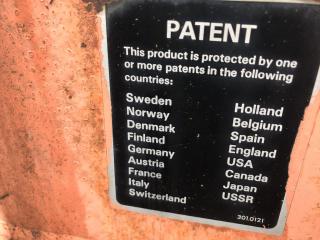 PATENT
This product is protected by one
or more patents in the following
countries:
Sweden
Norway
Denmark
Finland
Germany
Austria
France
Italy
Switzerland
Holland
Belgium
Spain
England
USA
Canada
Japan
USSR
301.0121